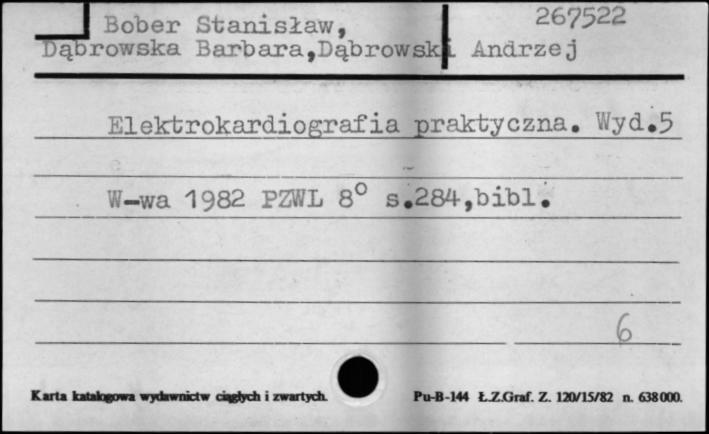 Bober Stanisław, 267522
Dąbrowska Barbara,Dąbrowski Andrzej
Elektrokardiografia praktyczna. Wyd.5
W-wa 1982 PZWL 8° s.284,bibl.
6
Karta katalogowa wydawnictw ciągłych i zwartych. Pu-B-144 Ł.Z.Graf. Z. 120/15/82 n. 638000.